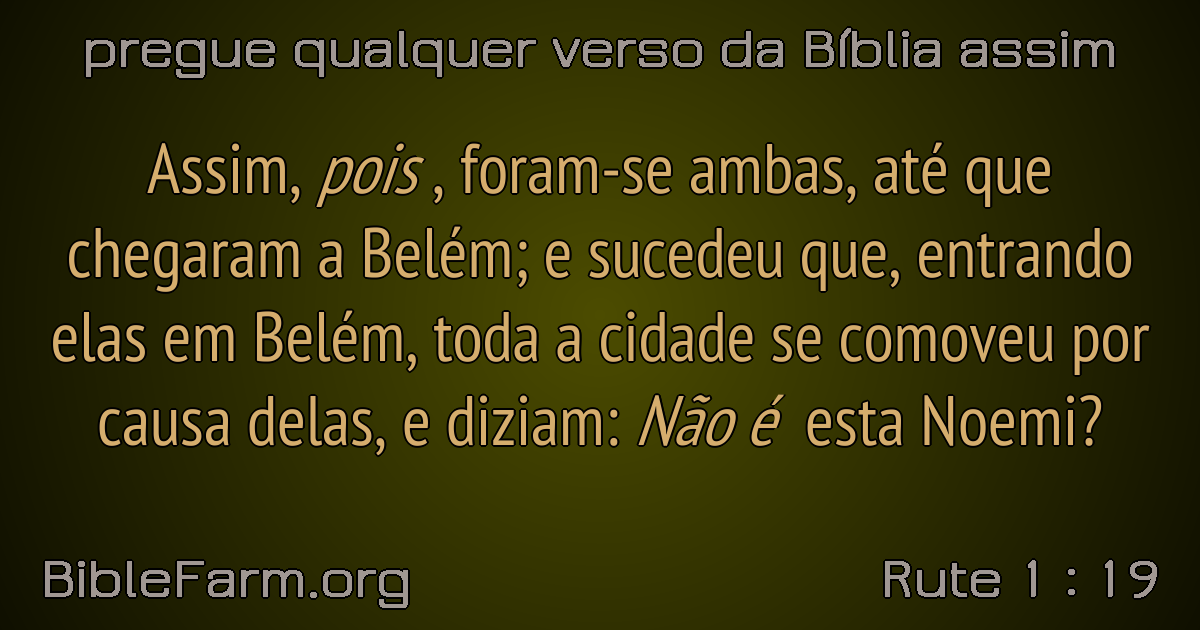 pregue qualquer verso da Bíblia assim
Assim, pois , foram-se ambas, até que
chegaram a Belém; e sucedeu que, entrando
elas em Belém, toda a cidade se comoveu por
causa delas, e diziam: Não é esta Noemi?
BibleFarm.org
Rute 1 : 19